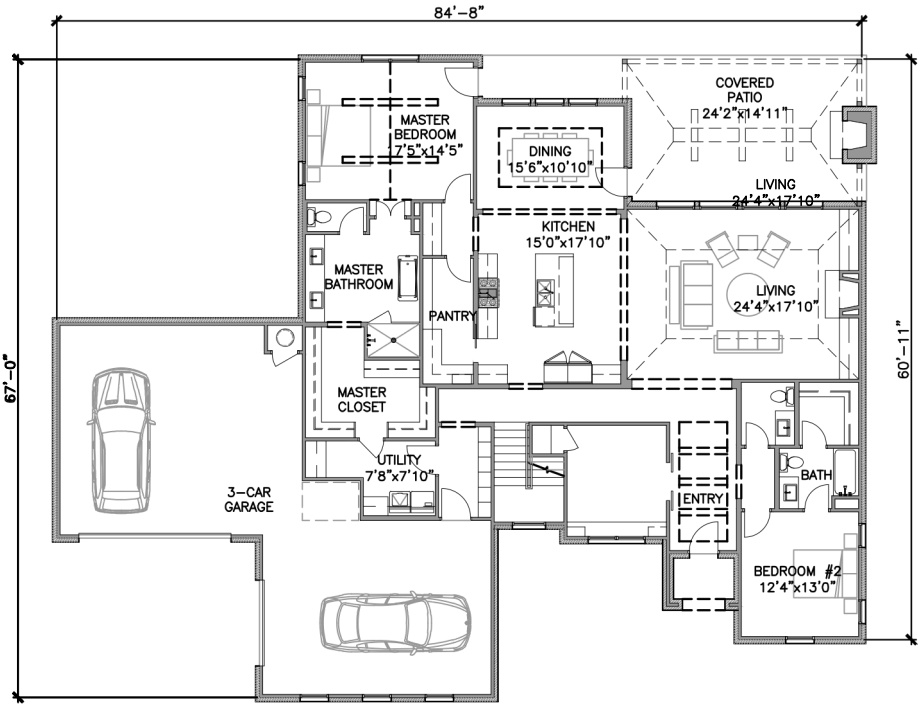 84'-8"
COVERED
PATIO
24'2"x14'11"
MASTER
BEDROOM
7'5"x14'5"
DINING
15'6"x10'10"
LIVING
24'4"x17'10"
KITCHEN
15'0"x17'10"
MASTER
BATHROOM
LIVING
24'4"x17'10"
PANTRY
67'-0"
60'-11"
MASTER
CLOSET
UTILITY
7'8"x7'10"
BATH
3-CAR
GARAGE
ENTRY
BEDROOM #2
12'4"x13'0"